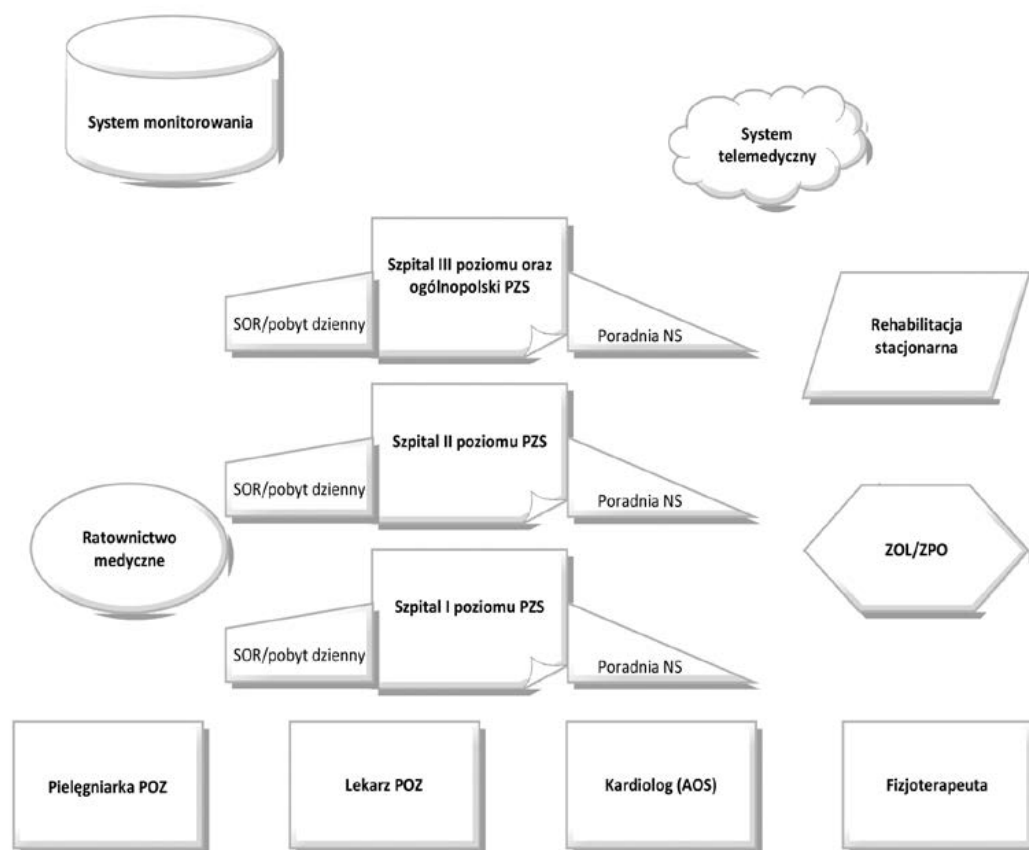 System monitorowania
System
telemedyczny
Szpital III poziomu oraz
ogólnopolski PZS
SOR/pobyt dzienny
Poradnia NS
Rehabilitacja
stacjonarna
Szpital II poziomu PZS
SOR/pobyt dzienny
Poradnia NS
Ratownictwo
medyczne
ZOL/ZPO
Szpital I poziomu PZS
SOR/pobyt dzienny
Poradnia NS
Pielęgniarka POZ
Lekarz POZ
Kardiolog (AOS)
Fizjoterapeuta